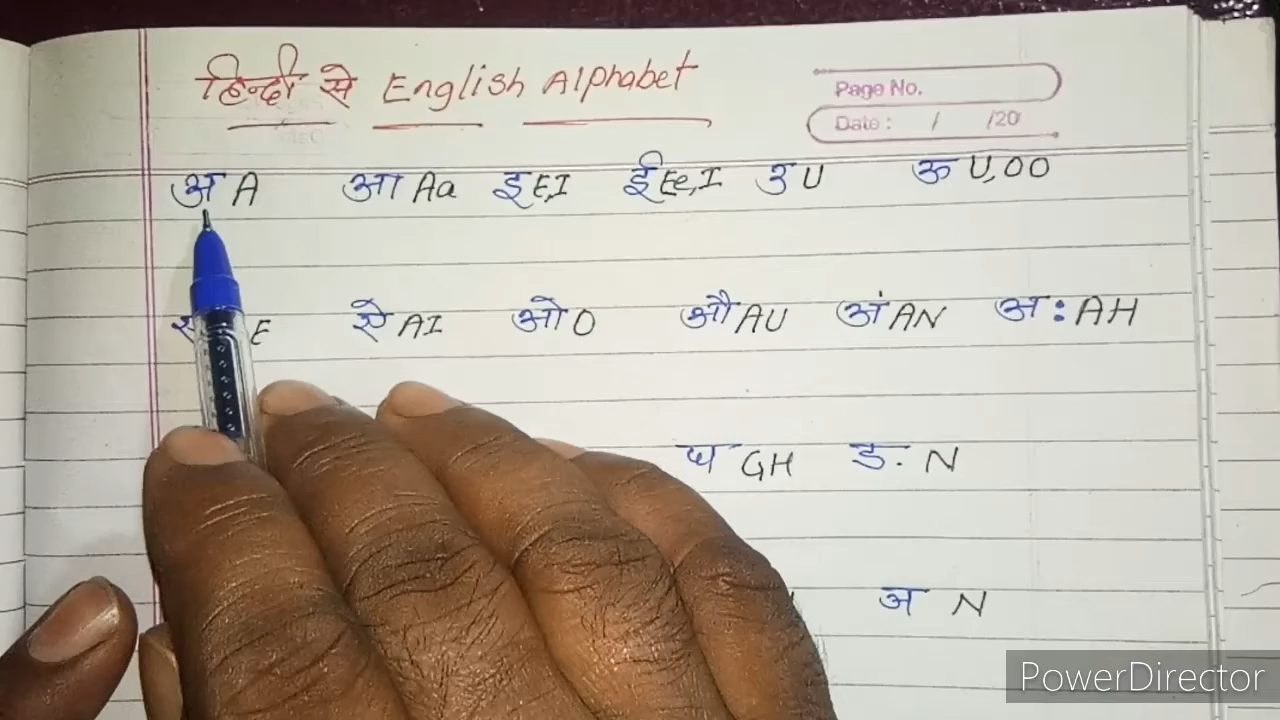 हिन्दी से English Alphabet
Page No.
Date : / /20
अ A आ Aa इ E,I ई Ee,I उ U ऊ U,OO
E ऐ AI ओ O औ AU अं AN अः AH
घ GH ङ N
ञ N
PowerDirector